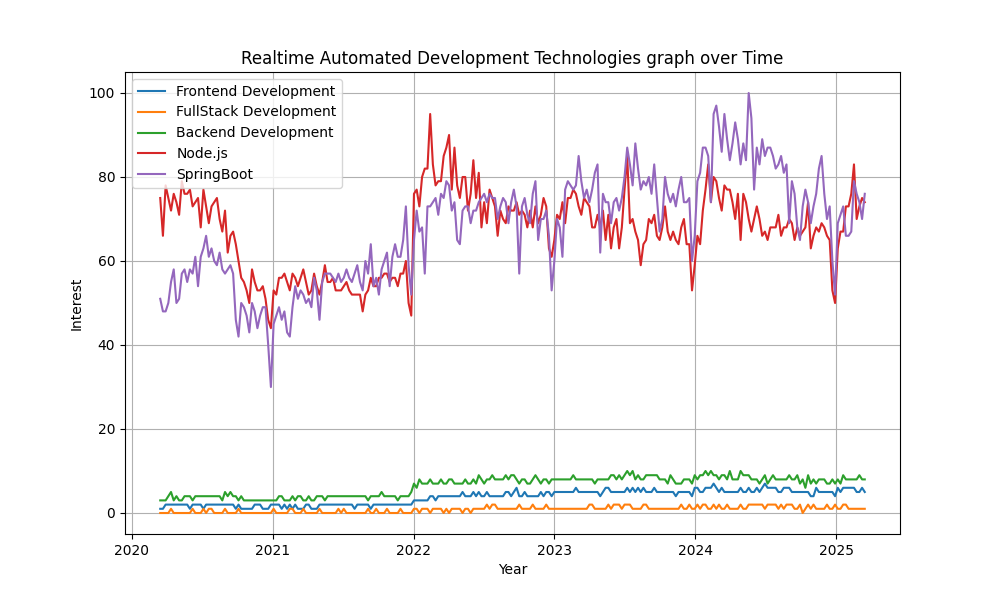 Realtime Automated Development Technologies graph over Time
100
80
60
40
20
0
Interest
Frontend Development
FullStack Development
Backend Development
Node.js
SpringBoot
2020
2021
2022
2023
2024
2025
Year